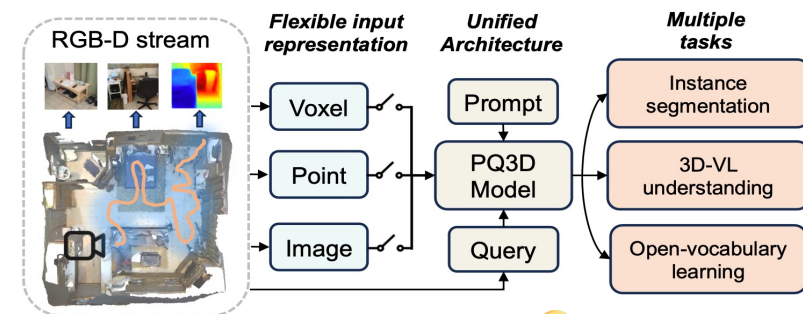 RGB-D stream
Flexible input
representation
Unified
Architecture
Multiple
tasks
Voxel
Point
Image
Prompt
PQ3D
Model
Query
Instance
segmentation
3D-VL
understanding
Open-vocabulary
learning